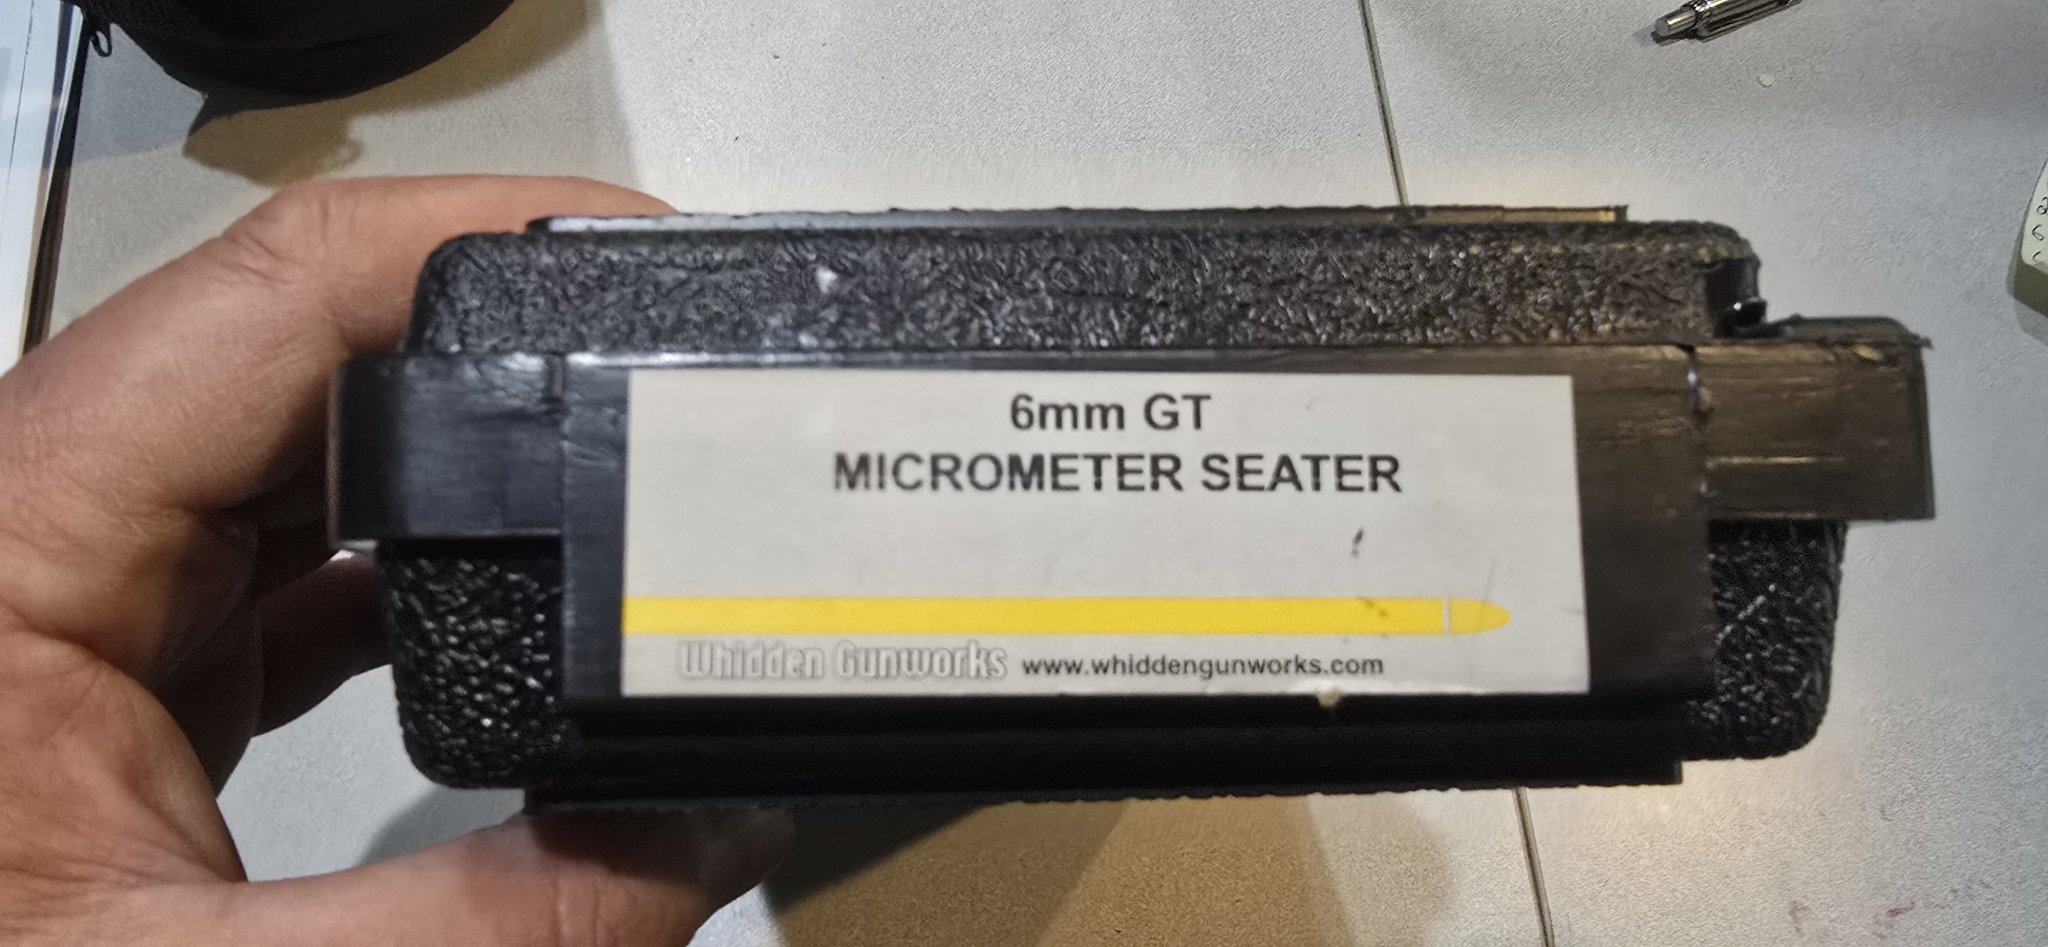 6mm GT
MICROMETER SEATER
Whidden Gunworks www.whiddengunworks.com